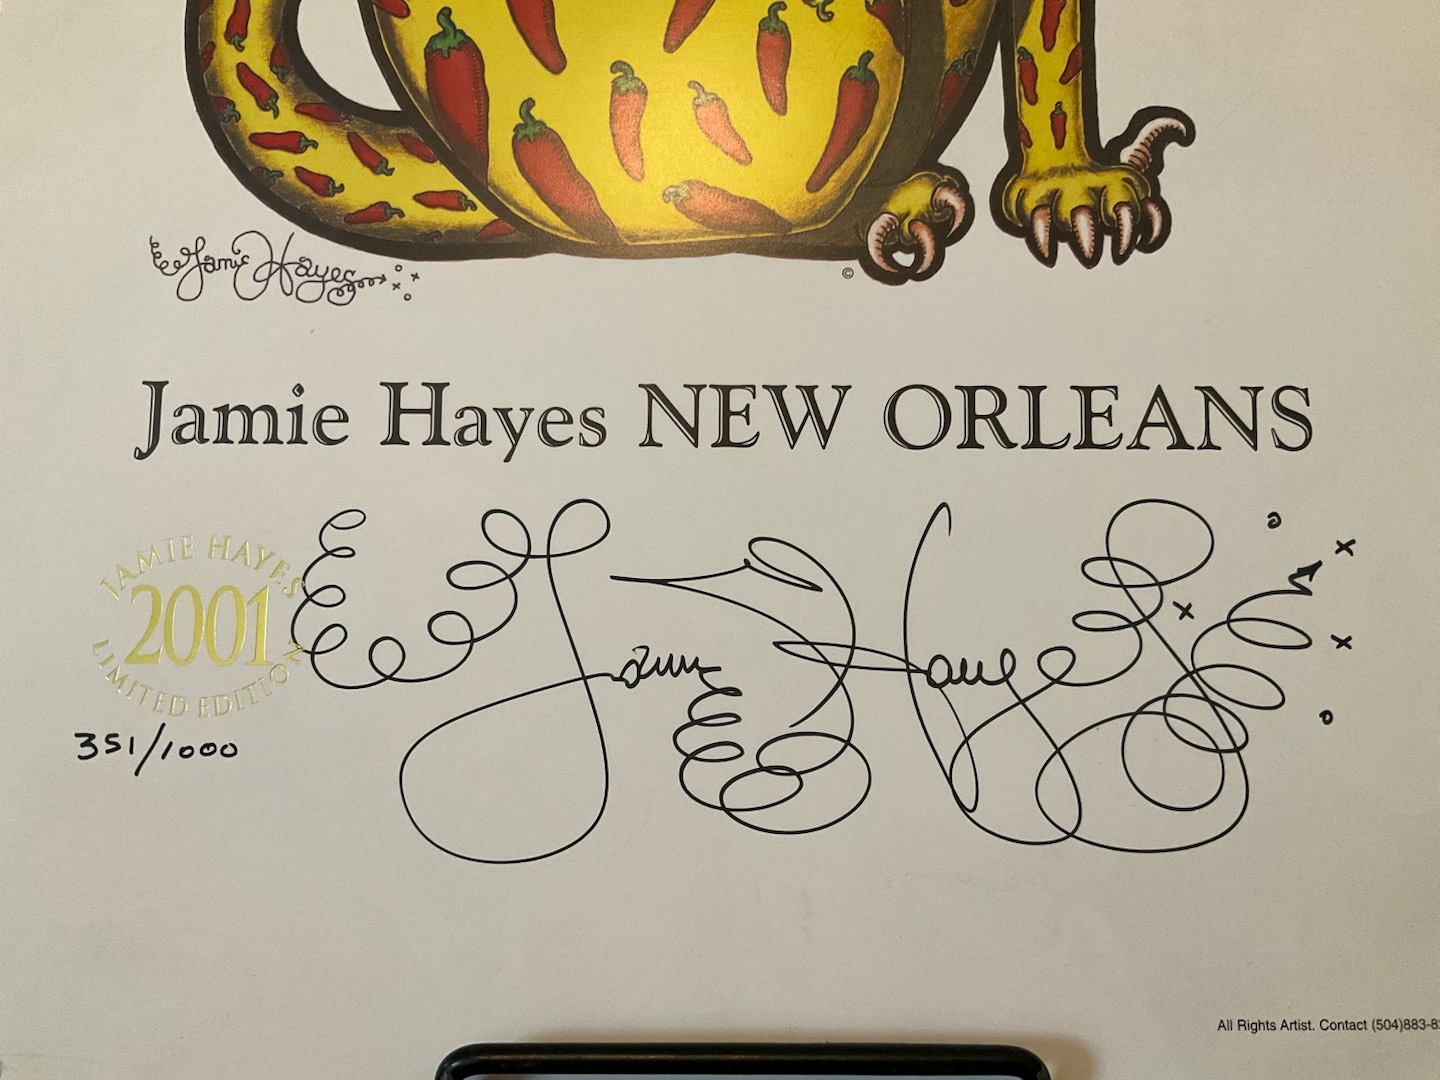 Jamie Hayes
©
Jamie Hayes NEW ORLEANS
JAMIE HAYES
2001
LIMITED EDITION
351/1000
Jamie Hayes
All Rights Artist. Contact (504)883-8